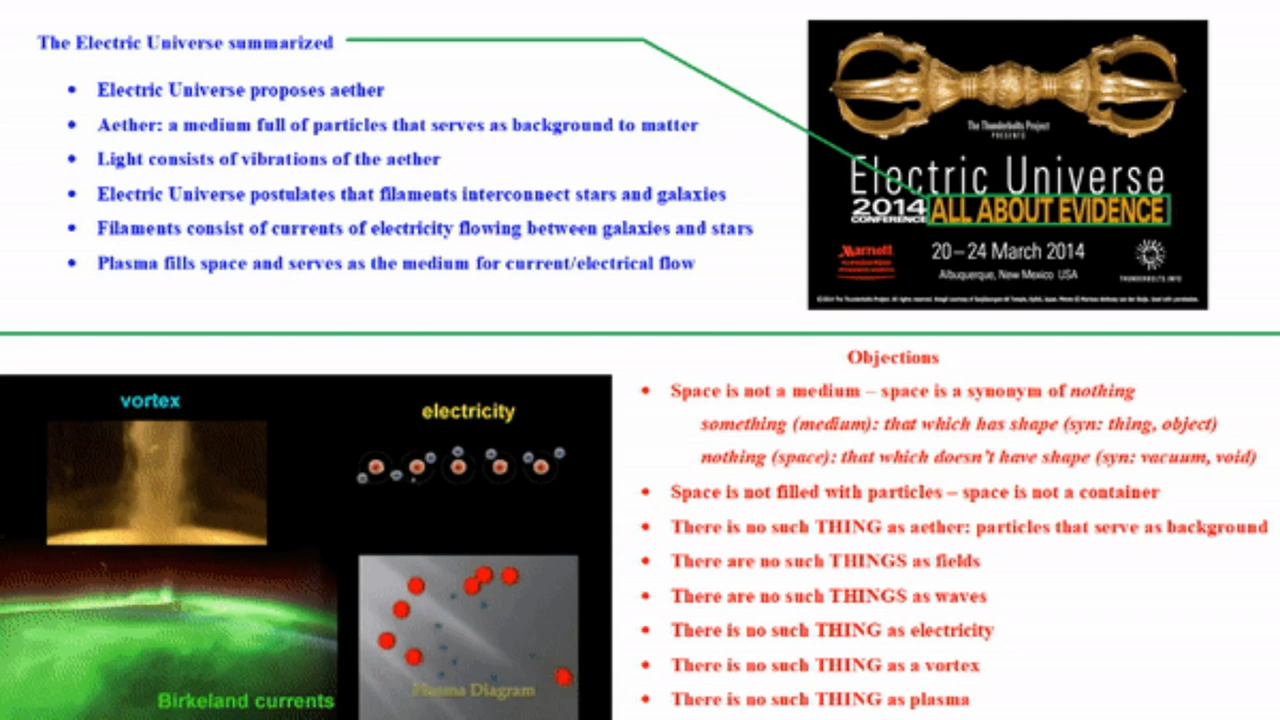 The Electric Universe summarized
• Electric Universe proposes aether
• Aether: a medium full of particles that serves as background to matter
• Light consists of vibrations of the aether
• Electric Universe postulates that filaments interconnect stars and galaxies
• Filaments consist of currents of electricity flowing between galaxies and stars
• Plasma fills space and serves as the medium for current/electrical flow
The Thunderbolts Project
PRESENTS
Electric Universe
2014
CONFERENCE
ALL ABOUT EVIDENCE
Marriott
20–24 March 2014
Albuquerque, New Mexico USA
THUNDERBOLTS.INFO
Objections
• Space is not a medium – space is a synonym of nothing
something (medium): that which has shape (syn: thing, object)
nothing (space): that which doesn't have shape (syn: vacuum, void)
• Space is not filled with particles – space is not a container
• There is no such THING as aether: particles that serve as background
• There are no such THINGS as fields
• There are no such THINGS as waves
• There is no such THING as electricity
• There is no such THING as a vortex
• There is no such THING as plasma
vortex
electricity
Birkeland currents
Plasma Diagram